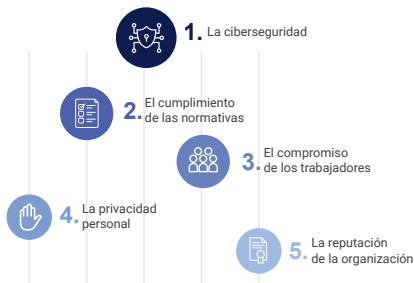 1. La ciberseguridad
2. El cumplimiento
de las normativas
3. El compromiso
de los trabajadores
4. La privacidad
personal
5. La reputación
de la organización